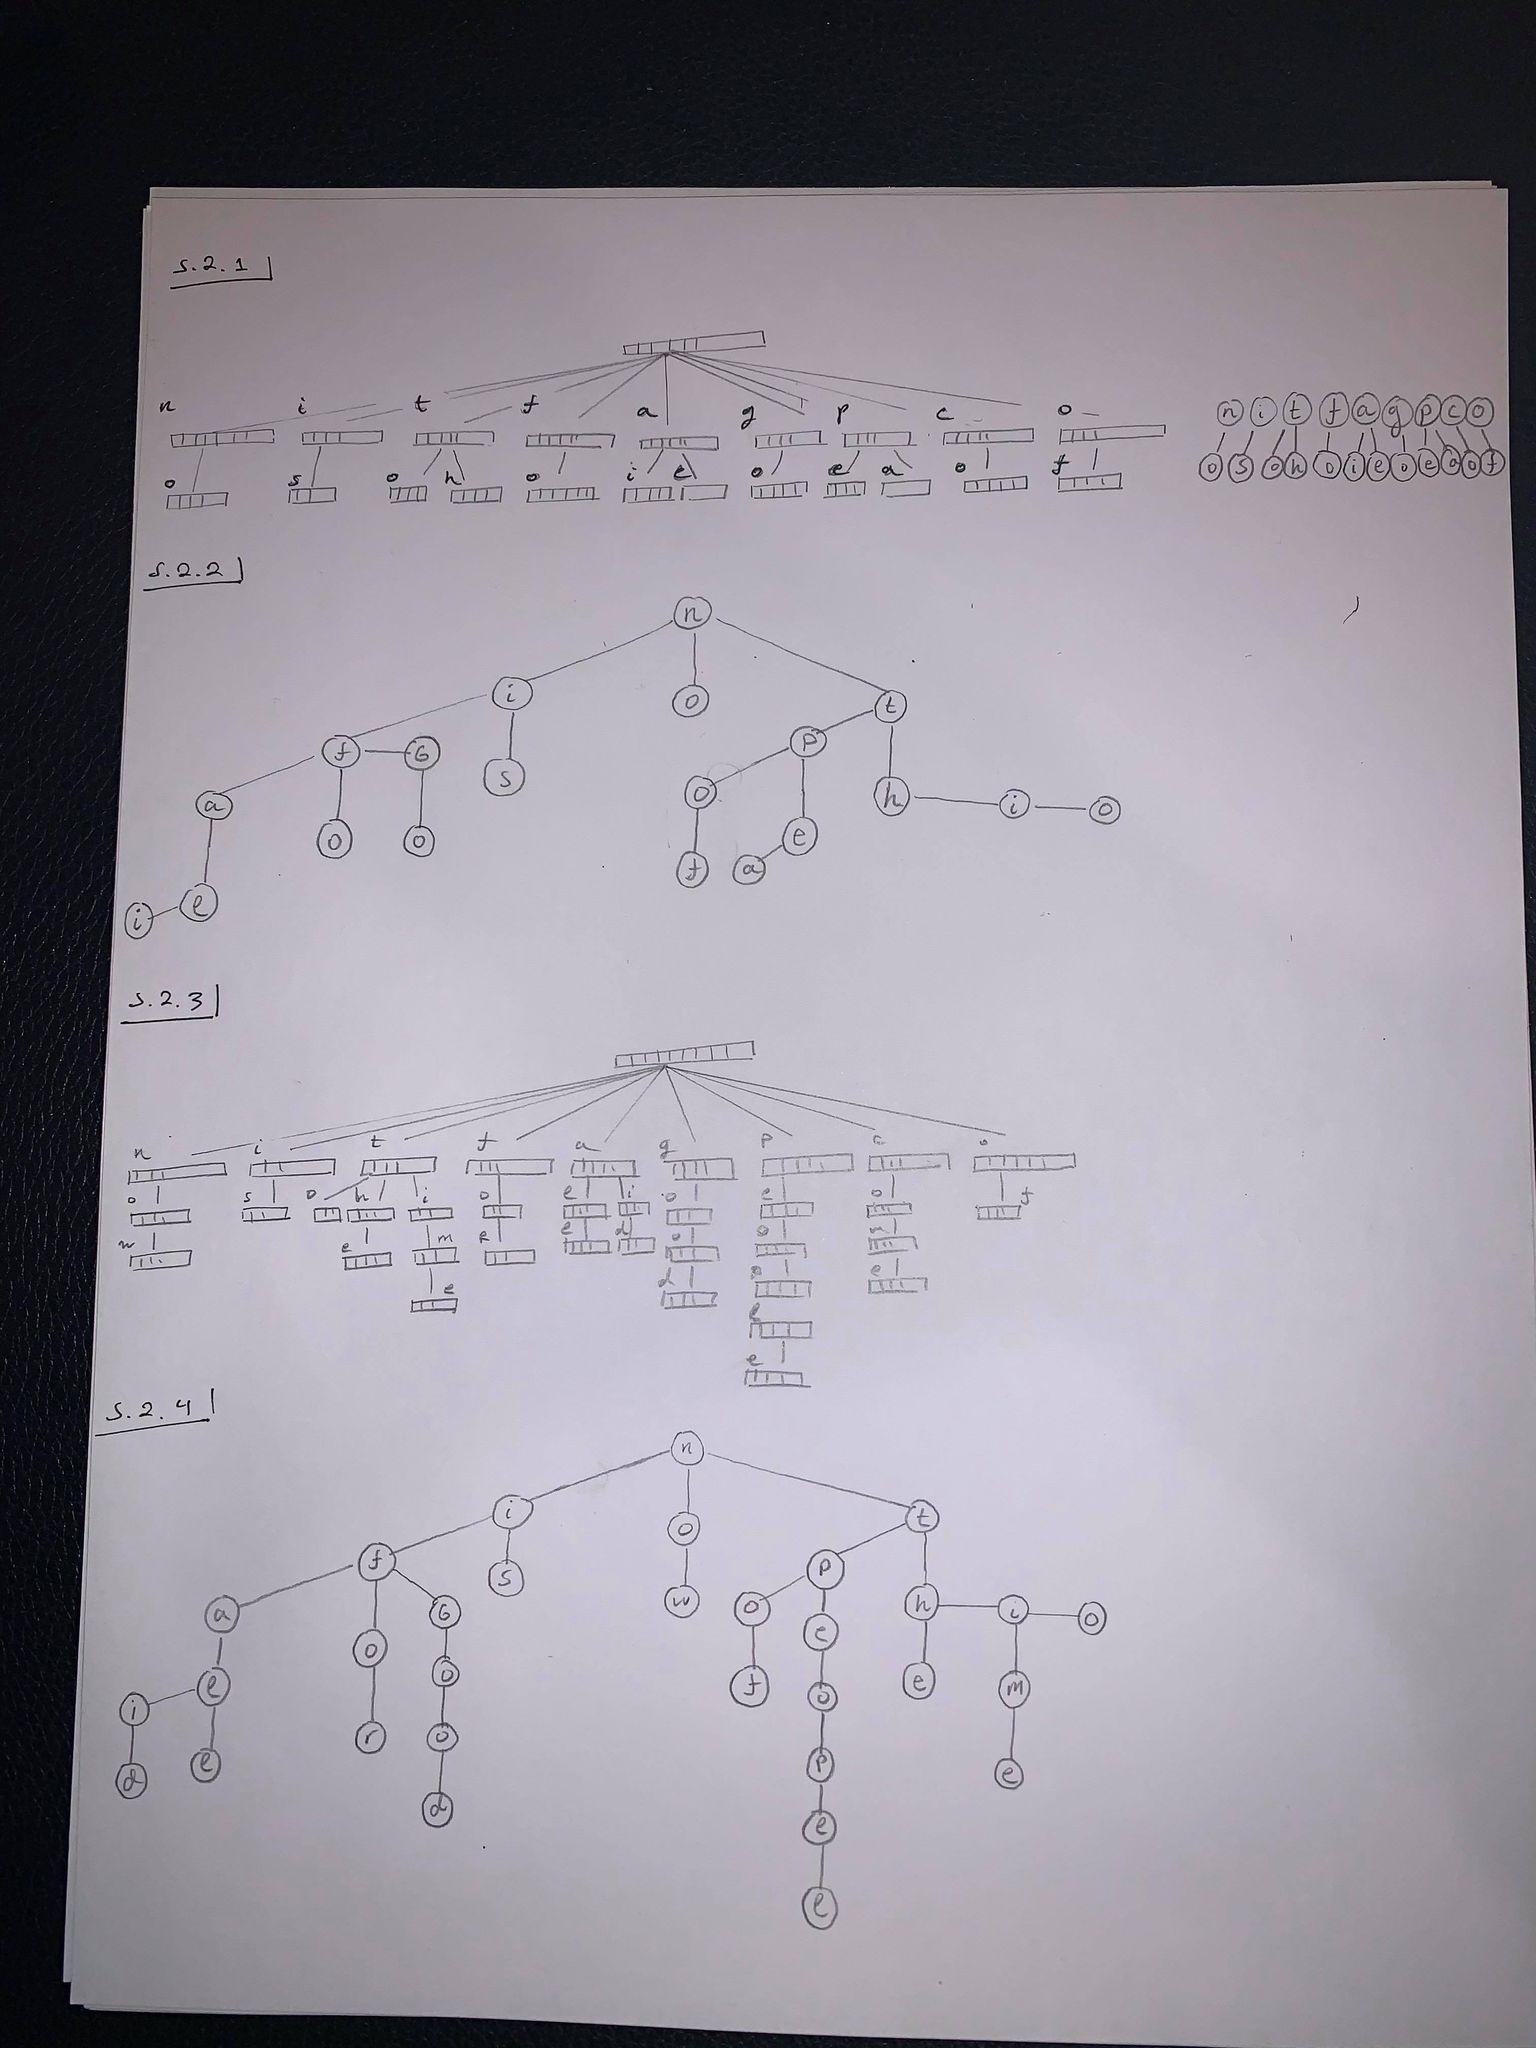 5.2.1
n i t f a g p c o
n i t f a g p c o
o s o h o i e o e a o f
o s o h o i e o e o o f
5.2.2
n
i o t
f G s p
a o h i o
o o e
i e f a
5.2.3
n i t f a g p c o
o s o h i o e i o e o f
w e m R e d o o m
e d p e
e
5.2.4
n
i o t
f s w p h i o
a o G o e e m
i e r o f o e
d e o p
d e
e